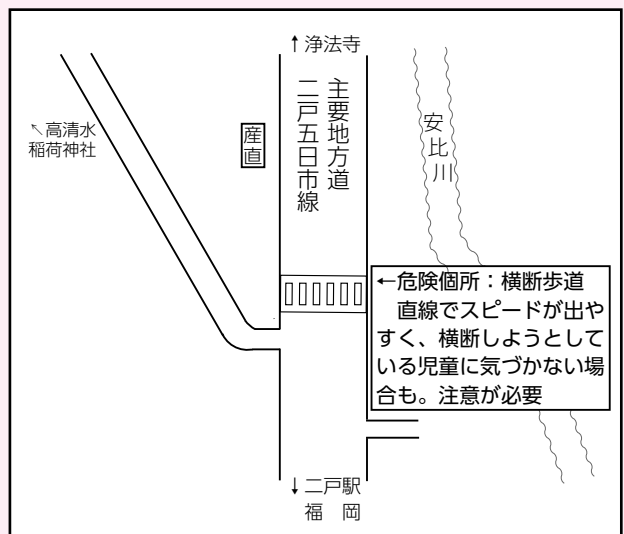 ↑浄法寺
主要地方道
二戸五日市線
産直
↖高清水
稲荷神社
安比川
←危険個所：横断歩道
　直線でスピードが出や
すく、横断しようとして
いる児童に気づかない場
合も。注意が必要
↓二戸駅
福　岡